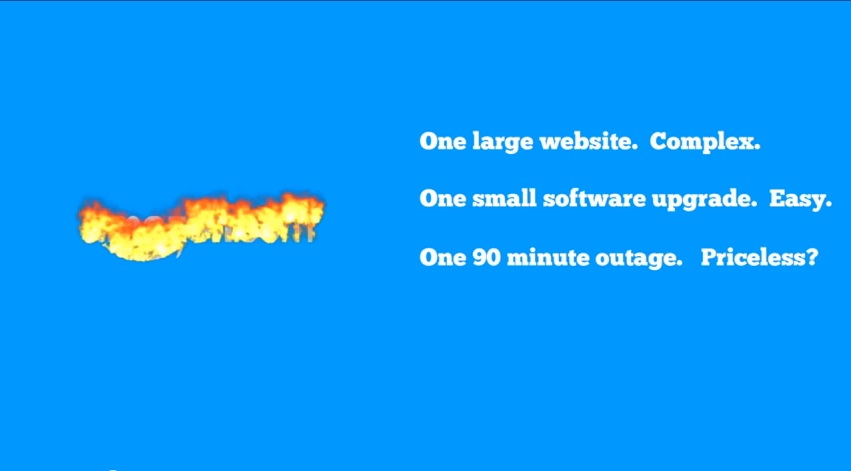 One large website. Complex.
One small software upgrade. Easy.
One 90 minute outage. Priceless?